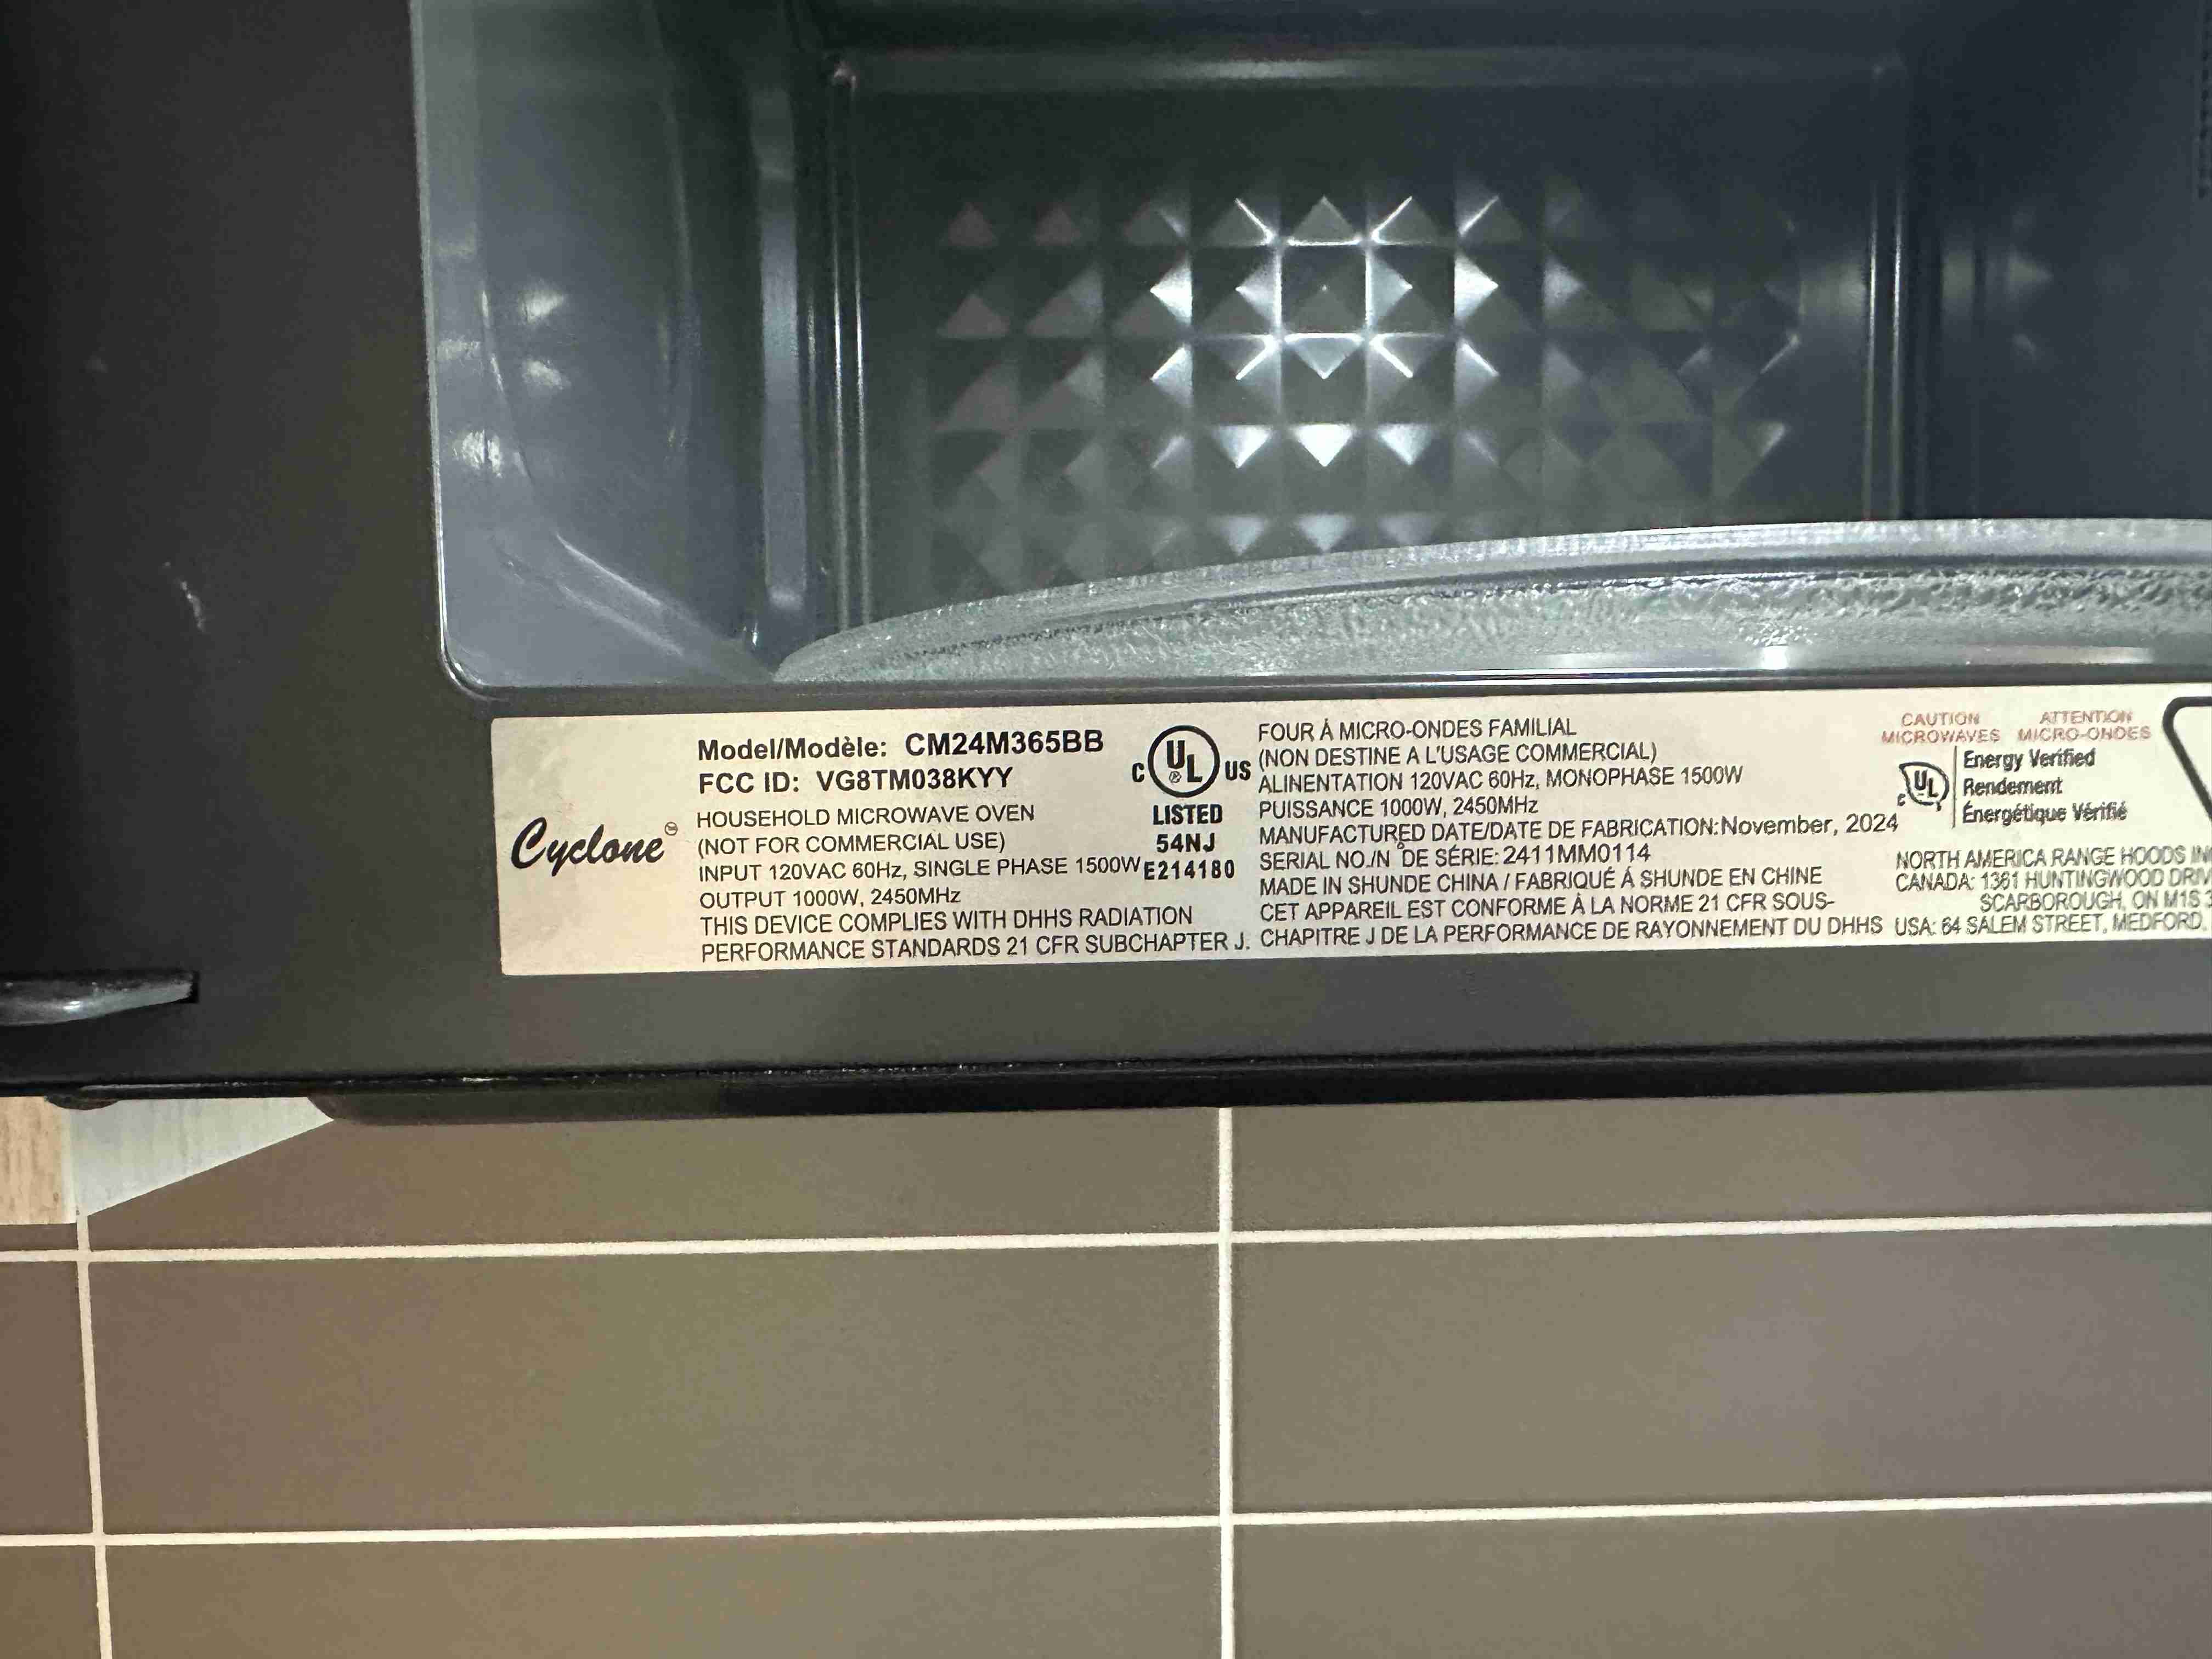 Cyclone
Model/Modèle: CM24M365BB
FCC ID: VG8TM038KYY
HOUSEHOLD MICROWAVE OVEN
(NOT FOR COMMERCIAL USE)
INPUT 120VAC 60Hz, SINGLE PHASE 1500W
OUTPUT 1000W, 2450MHz
THIS DEVICE COMPLIES WITH DHHS RADIATION
PERFORMANCE STANDARDS 21 CFR SUBCHAPTER J.
C UL ® US
LISTED
54NJ
E214180
FOUR À MICRO-ONDES FAMILIAL
(NON DESTINE A L'USAGE COMMERCIAL)
ALINENTATION 120VAC 60Hz, MONOPHASE 1500W
PUISSANCE 1000W, 2450MHz
MANUFACTURED DATE/DATE DE FABRICATION:November, 2024
SERIAL NO./N°DE SÉRIE: 2411MM0114
MADE IN SHUNDE CHINA / FABRIQUÉ Á SHUNDE EN CHINE
CET APPAREIL EST CONFORME À LA NORME 21 CFR SOUS-
CHAPITRE J DE LA PERFORMANCE DE RAYONNEMENT DU DHHS
CAUTION ATTENTION
MICROWAVES MICRO-ONDES
c UL
Energy Verified
Rendement
Énergétique Vérifié
NORTH AMERICA RANGE HOODS
CANADA: 1361 HUNTINGWOOD
SCARBOROUGH, ON M1S
USA: 64 SALEM STREET, MEDFORD,